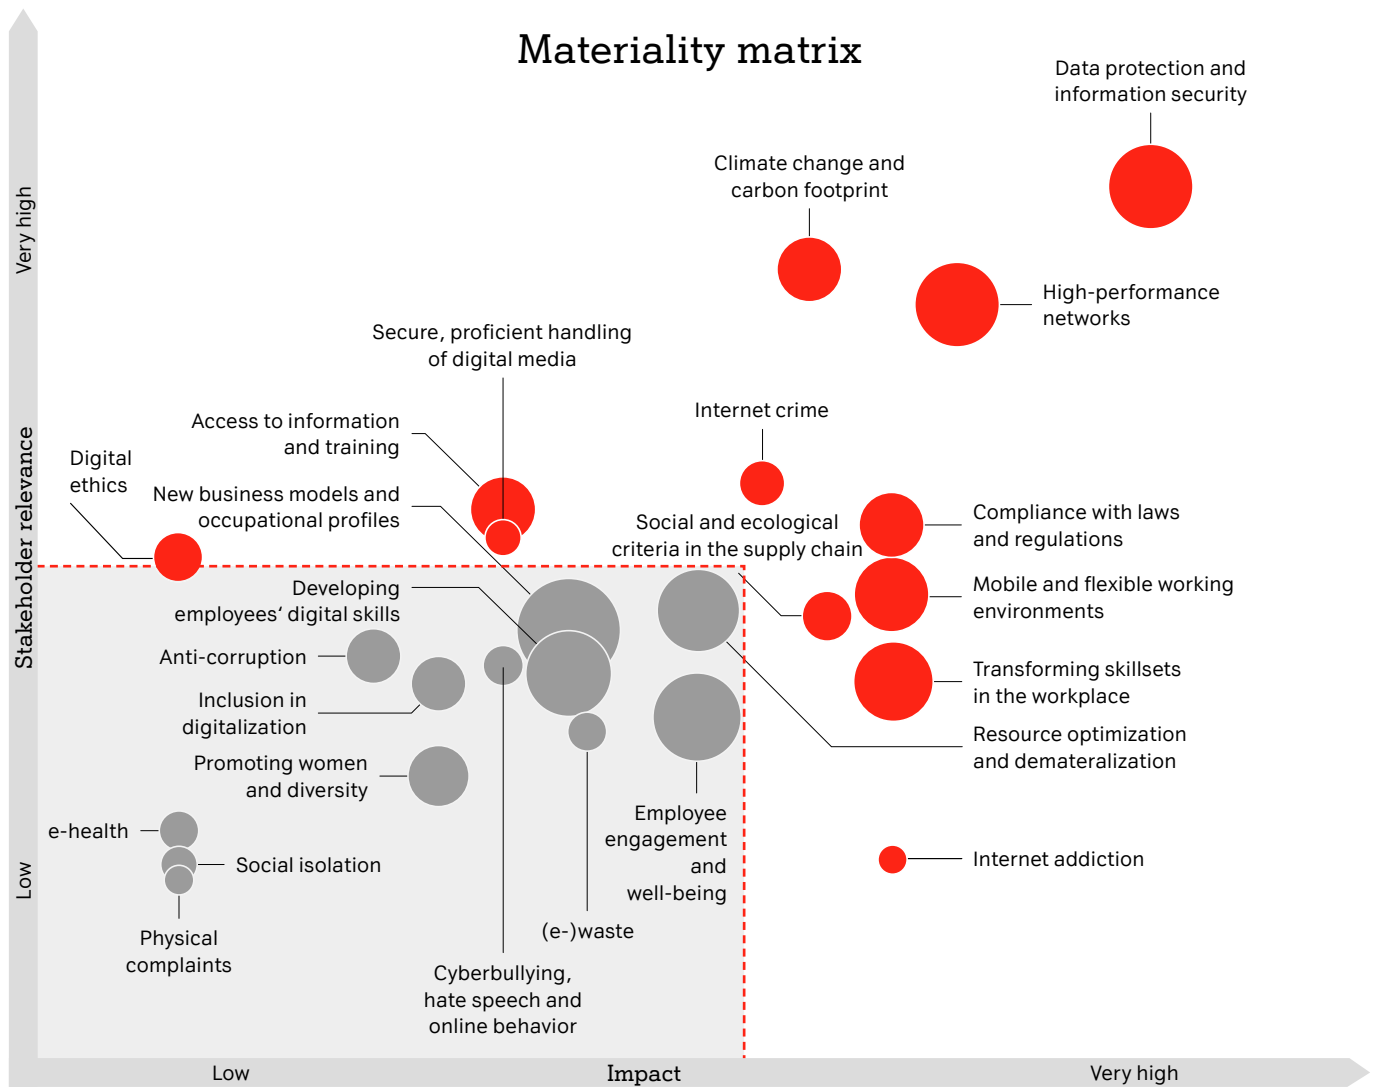 Materiality matrix
Data protection and
information security
Climate change and
carbon footprint
Very high
High-performance
networks
Secure, proficient handling
of digital media
Internet crime
Access to information
and training
Stakeholder relevance
Digital
ethics
New business models and
occupational profiles
Social and ecological
criteria in the supply chain
Compliance with laws
and regulations
Mobile and flexible working
environments
Developing
employees‘ digital skills
Anti-corruption
Transforming skillsets
in the workplace
Inclusion in
digitalization
Resource optimization
and demateralization
Promoting women
and diversity
Employee
engagement
and
well-being
e-health
Social isolation
Internet addiction
Low
(e-)waste
Physical
complaints
Cyberbullying,
hate speech and
online behavior
Low
Impact
Very high